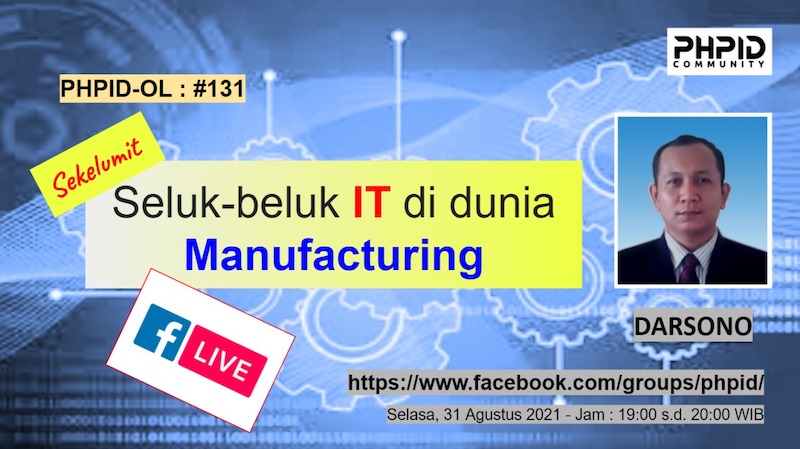 PHPID
COMMUNITY
PHPID-OL : #131
Sekelumit
Seluk-beluk IT di dunia
Manufacturing
f LIVE
DARSONO
https://www.facebook.com/groups/phpid/
Selasa, 31 Agustus 2021 - Jam : 19:00 s.d. 20:00 WIB